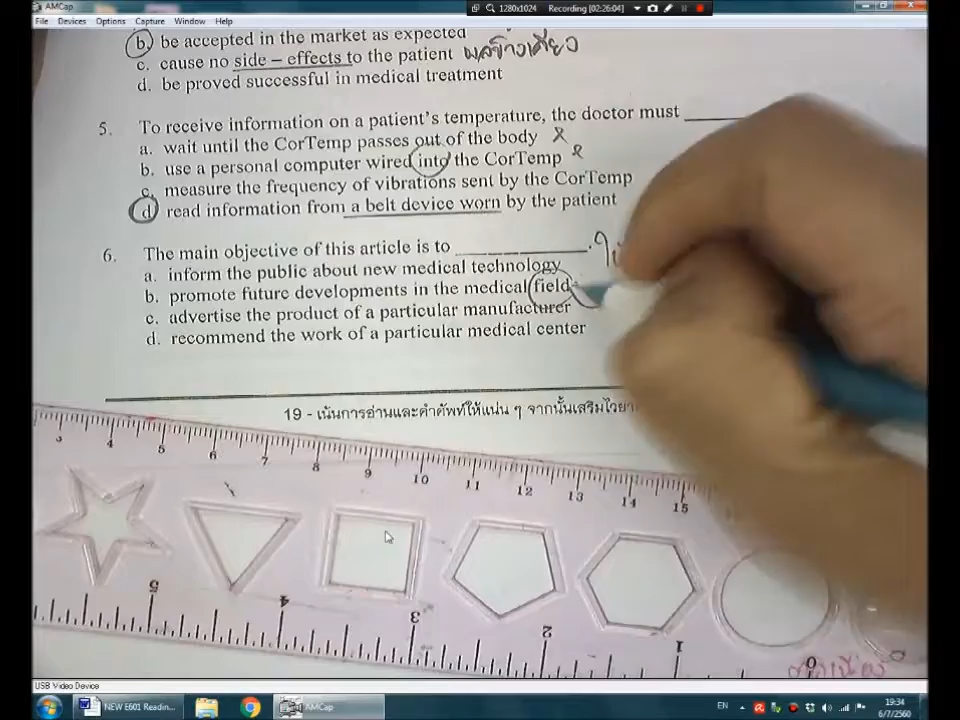 AMCap
1280x1024 Recording [02:26:04]
File Devices Options Capture Window Help
b. be accepted in the market as expected
c. cause no side – effects to the patient ผลข้างเคียง
d. be proved successful in medical treatment
5. To receive information on a patient's temperature, the doctor must ______
a. wait until the CorTemp passes out of the body
b. use a personal computer wired into the CorTemp
c. measure the frequency of vibrations sent by the CorTemp
d. read information from a belt device worn by the patient
6. The main objective of this article is to ______.
a. inform the public about new medical technology
b. promote future developments in the medical field
c. advertise the product of a particular manufacturer
d. recommend the work of a particular medical center
19 - เน้นการอ่านและคำศัพท์ให้แน่น ๆ จากนั้นเสริมไวยา
3 4 5 6 7 8 9 10 11 12 13 14 15
5 4 3 2 1 0
USB Video Device
NEW E601 Readin... AMCap EN 19:34
6/7/2560